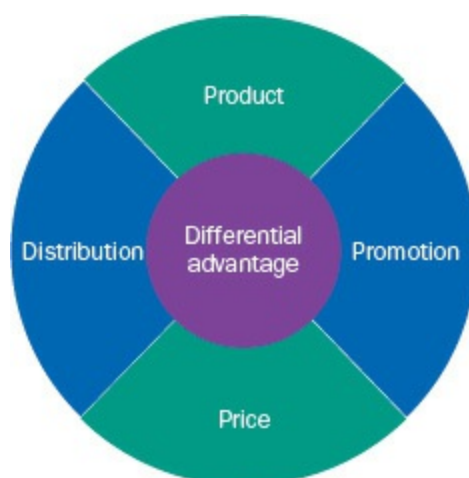 Product
Distribution
Differential
advantage
Promotion
Price